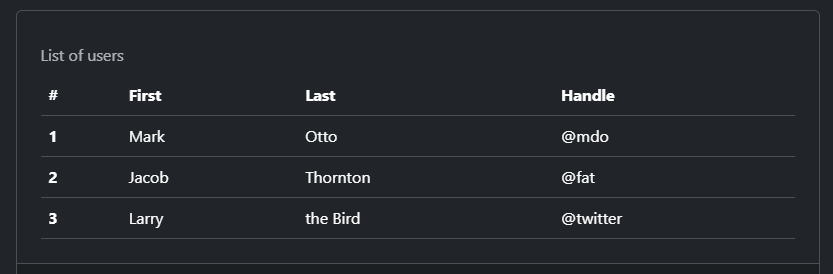 List of users
# First Last Handle
1 Mark Otto @mdo
2 Jacob Thornton @fat
3 Larry the Bird @twitter